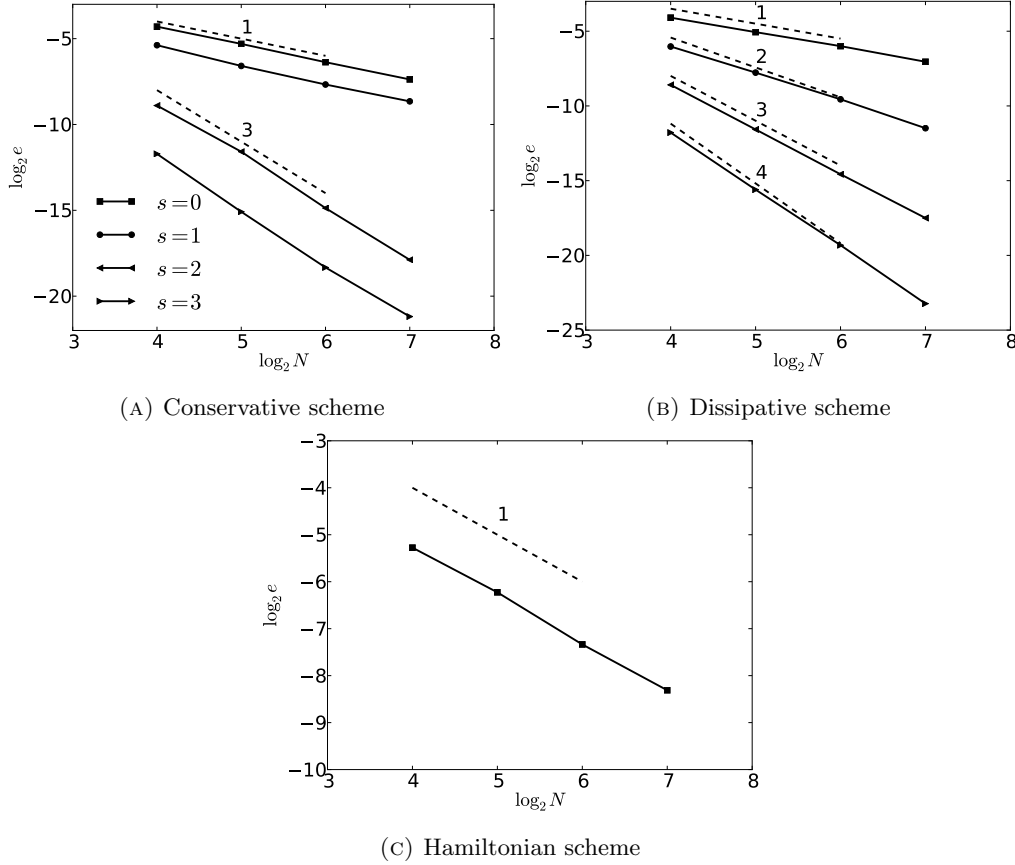 −5
−10
−15
−20
log₂ e
1
3
s=0
s=1
s=2
s=3
3 4 5 6 7 8
log₂ N
(A) Conservative scheme
0
−5
−10
−15
−20
−25
log₂ e
1
2
3
4
3 4 5 6 7 8
log₂ N
(B) Dissipative scheme
−3
−4
−5
−6
−7
−8
−9
−10
log₂ e
1
3 4 5 6 7 8
log₂ N
(C) Hamiltonian scheme